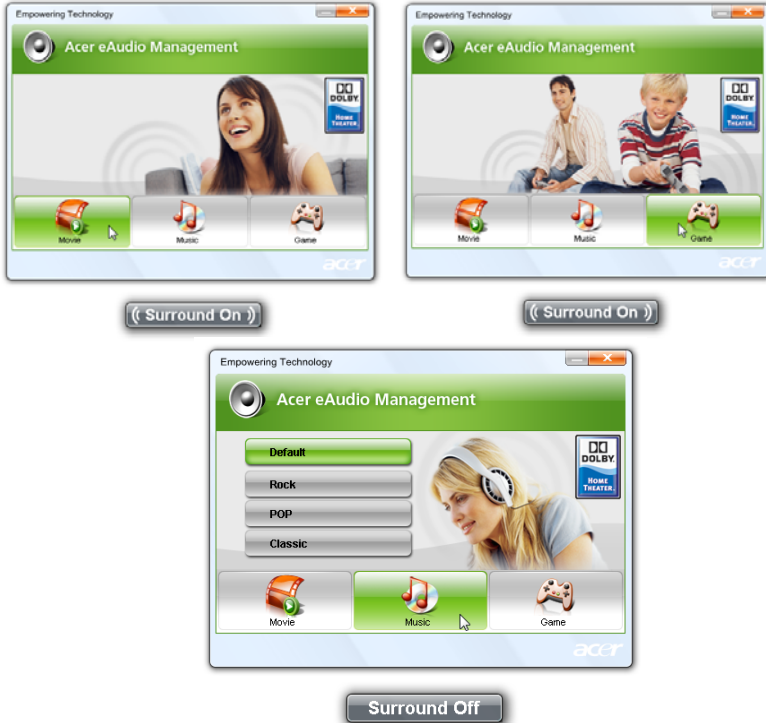 Empowering Technology
Acer eAudio Management
DOLBY
HOME
THEATER
Movie
Music
Game
acer
(( Surround On ))
Empowering Technology
Acer eAudio Management
DOLBY
HOME
THEATER
Movie
Music
Game
acer
(( Surround On ))
Empowering Technology
Acer eAudio Management
Default
Rock
POP
Classic
DOLBY
HOME
THEATER
Movie
Music
Game
acer
Surround Off